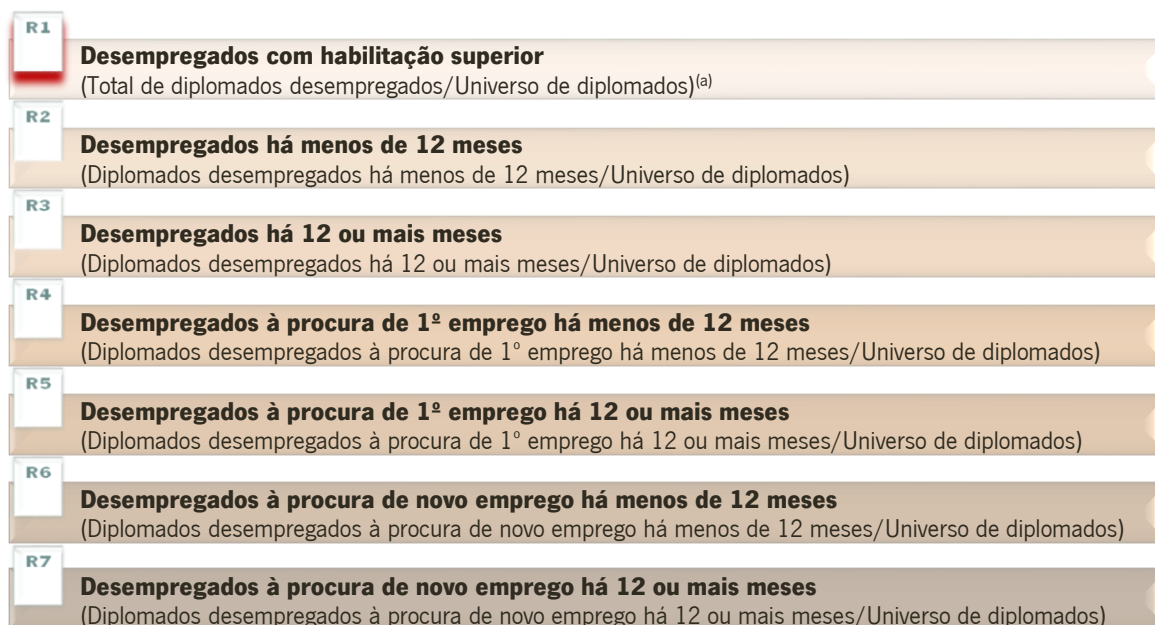 R1
Desempregados com habilitação superior
(Total de diplomados desempregados/Universo de diplomados)(a)
R2
Desempregados há menos de 12 meses
(Diplomados desempregados há menos de 12 meses/Universo de diplomados)
R3
Desempregados há 12 ou mais meses
(Diplomados desempregados há 12 ou mais meses/Universo de diplomados)
R4
Desempregados à procura de 1º emprego há menos de 12 meses
(Diplomados desempregados à procura de 1º emprego há menos de 12 meses/Universo de diplomados)
R5
Desempregados à procura de 1º emprego há 12 ou mais meses
(Diplomados desempregados à procura de 1º emprego há 12 ou mais meses/Universo de diplomados)
R6
Desempregados à procura de novo emprego há menos de 12 meses
(Diplomados desempregados à procura de novo emprego há menos de 12 meses/Universo de diplomados)
R7
Desempregados à procura de novo emprego há 12 ou mais meses
(Diplomados desempregados à procura de novo emprego há 12 ou mais meses/Universo de diplomados)